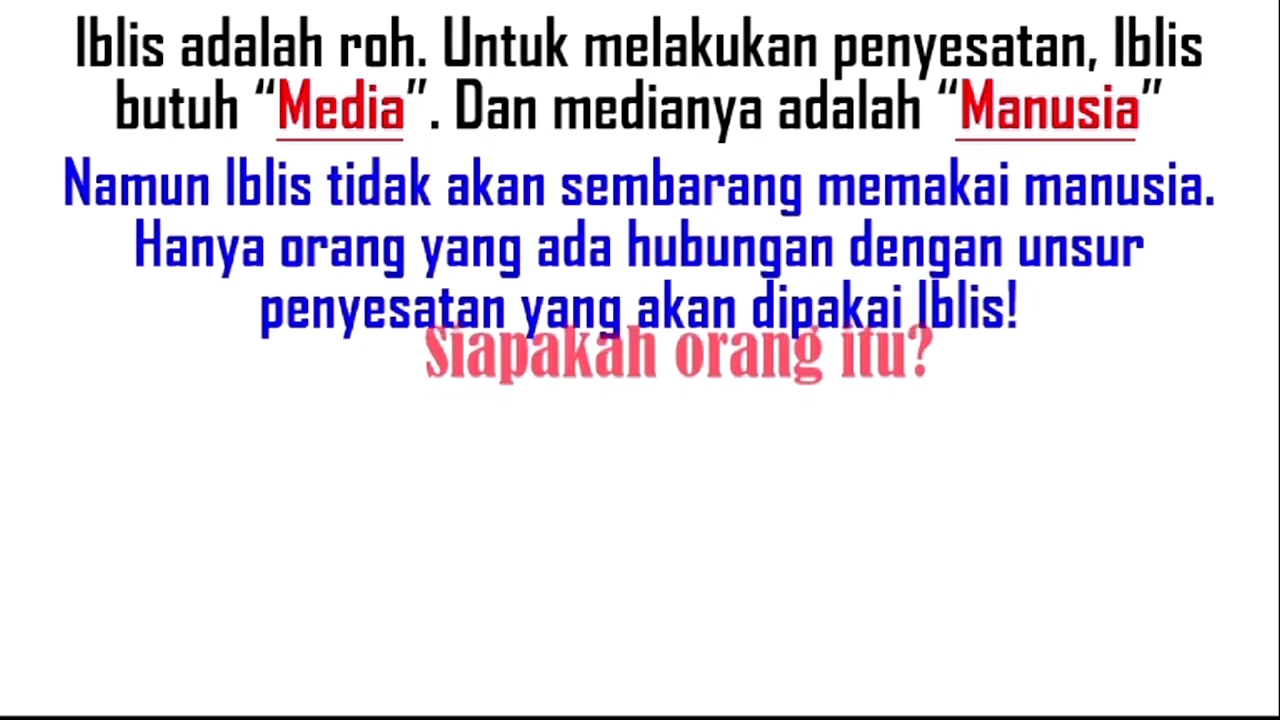 Iblis adalah roh. Untuk melakukan penyesatan, Iblis
butuh “Media”. Dan medianya adalah “Manusia”
Namun Iblis tidak akan sembarang memakai manusia.
Hanya orang yang ada hubungan dengan unsur
penyesatan yang akan dipakai Iblis!
Siapakah orang itu?